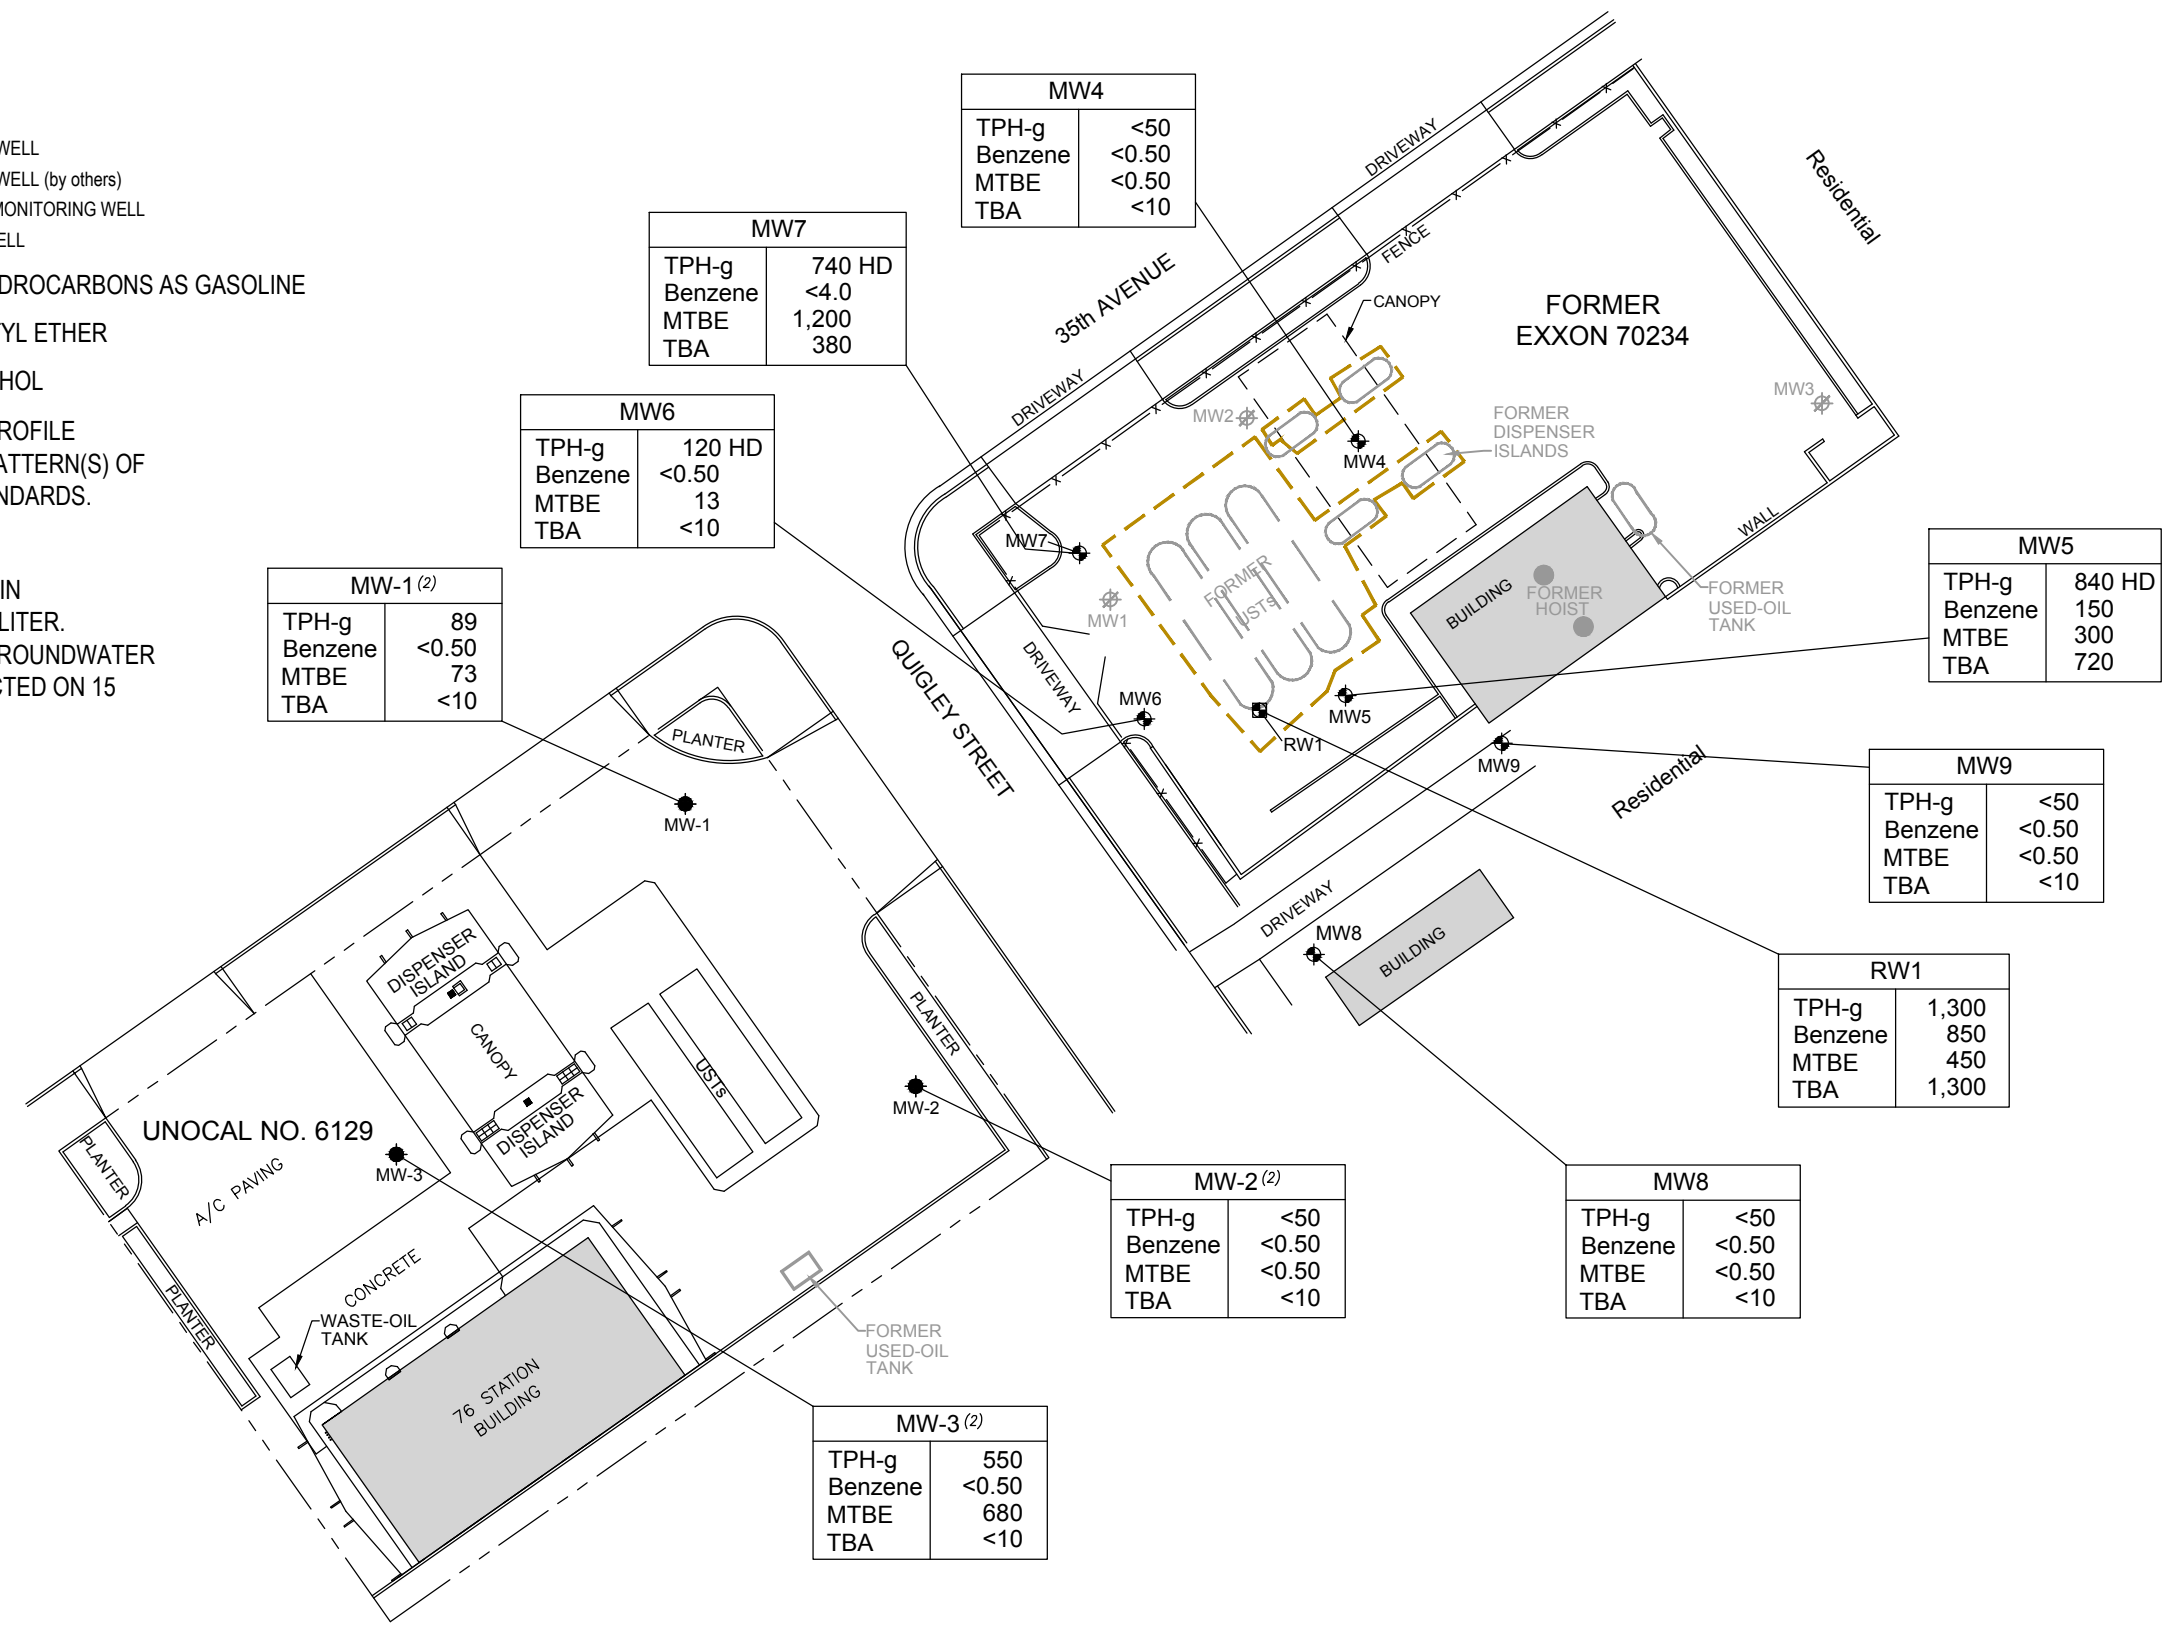 WELL
WELL (by others)
MONITORING WELL
ELL
DROCARBONS AS GASOLINE
TYL ETHER
HOL
ROFILE
ATTERN(S) OF
NDARDS.
IN
LITER.
ROUNDWATER
CTED ON 15
MW4
TPH-g <50
Benzene <0.50
MTBE <0.50
TBA <10
MW7
TPH-g 740 HD
Benzene <4.0
MTBE 1,200
TBA 380
MW6
TPH-g 120 HD
Benzene <0.50
MTBE 13
TBA <10
MW-1 (2)
TPH-g 89
Benzene <0.50
MTBE 73
TBA <10
35th AVENUE
DRIVEWAY
DRIVEWAY
FENCE
CANOPY
FORMER
EXXON 70234
Residential
MW2
MW3
MW4
FORMER
DISPENSER
ISLANDS
MW7
MW1
FORMER
USTs
BUILDING
FORMER
HOIST
WALL
FORMER
USED-OIL
TANK
MW5
TPH-g 840 HD
Benzene 150
MTBE 300
TBA 720
QUIGLEY STREET
DRIVEWAY
MW6
RW1
MW5
MW9
Residential
MW9
TPH-g <50
Benzene <0.50
MTBE <0.50
TBA <10
DRIVEWAY
MW8
BUILDING
RW1
TPH-g 1,300
Benzene 850
MTBE 450
TBA 1,300
PLANTER
MW-1
DISPENSER
ISLAND
CANOPY
DISPENSER
ISLAND
USTs
PLANTER
MW-2
UNOCAL NO. 6129
MW-3
PLANTER
A/C PAVING
PLANTER
CONCRETE
WASTE-OIL
TANK
76 STATION
BUILDING
FORMER
USED-OIL
TANK
MW-2 (2)
TPH-g <50
Benzene <0.50
MTBE <0.50
TBA <10
MW8
TPH-g <50
Benzene <0.50
MTBE <0.50
TBA <10
MW-3 (2)
TPH-g 550
Benzene <0.50
MTBE 680
TBA <10